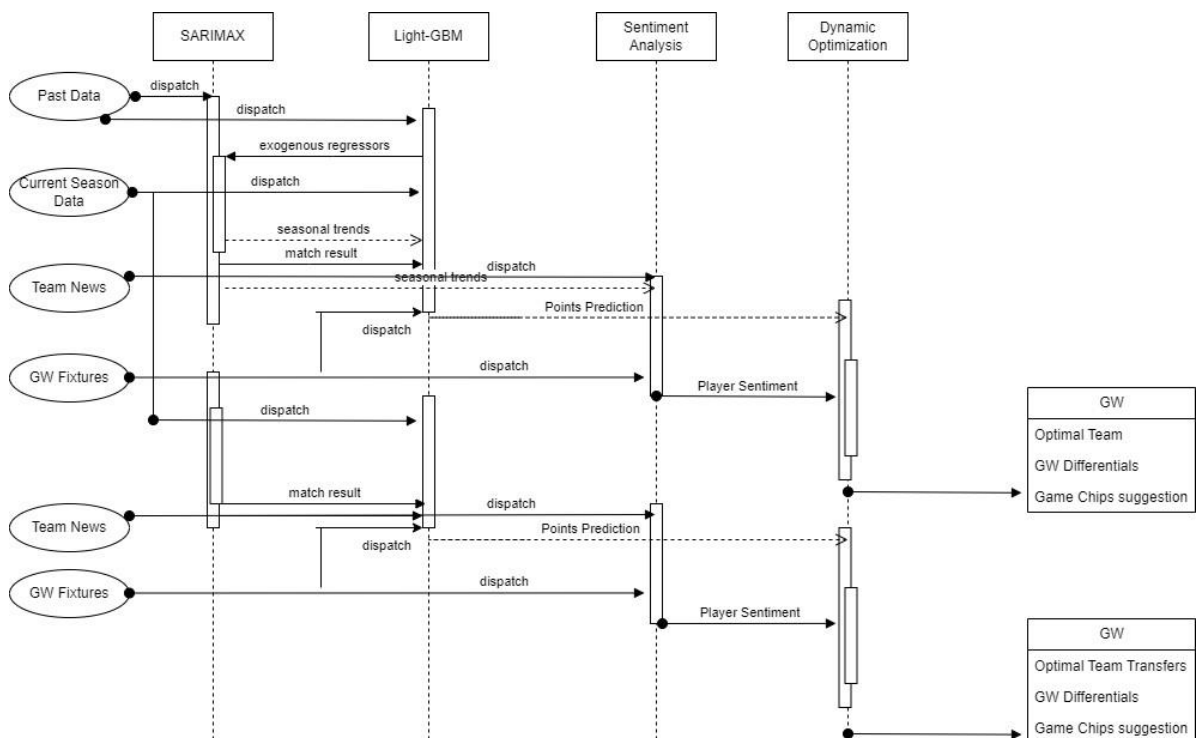 SARIMAX
Light-GBM
Sentiment
Analysis
Dynamic
Optimization
dispatch
Past Data
dispatch
exogenous regressors
Current Season
Data
dispatch
seasonal trends
match result
dispatch
Team News
seasonal trends
Points Prediction
dispatch
GW Fixtures
dispatch
Player Sentiment
dispatch
GW
Optimal Team
GW Differentials
Game Chips suggestion
match result
dispatch
Team News
Points Prediction
dispatch
GW Fixtures
dispatch
Player Sentiment
GW
Optimal Team Transfers
GW Differentials
Game Chips suggestion